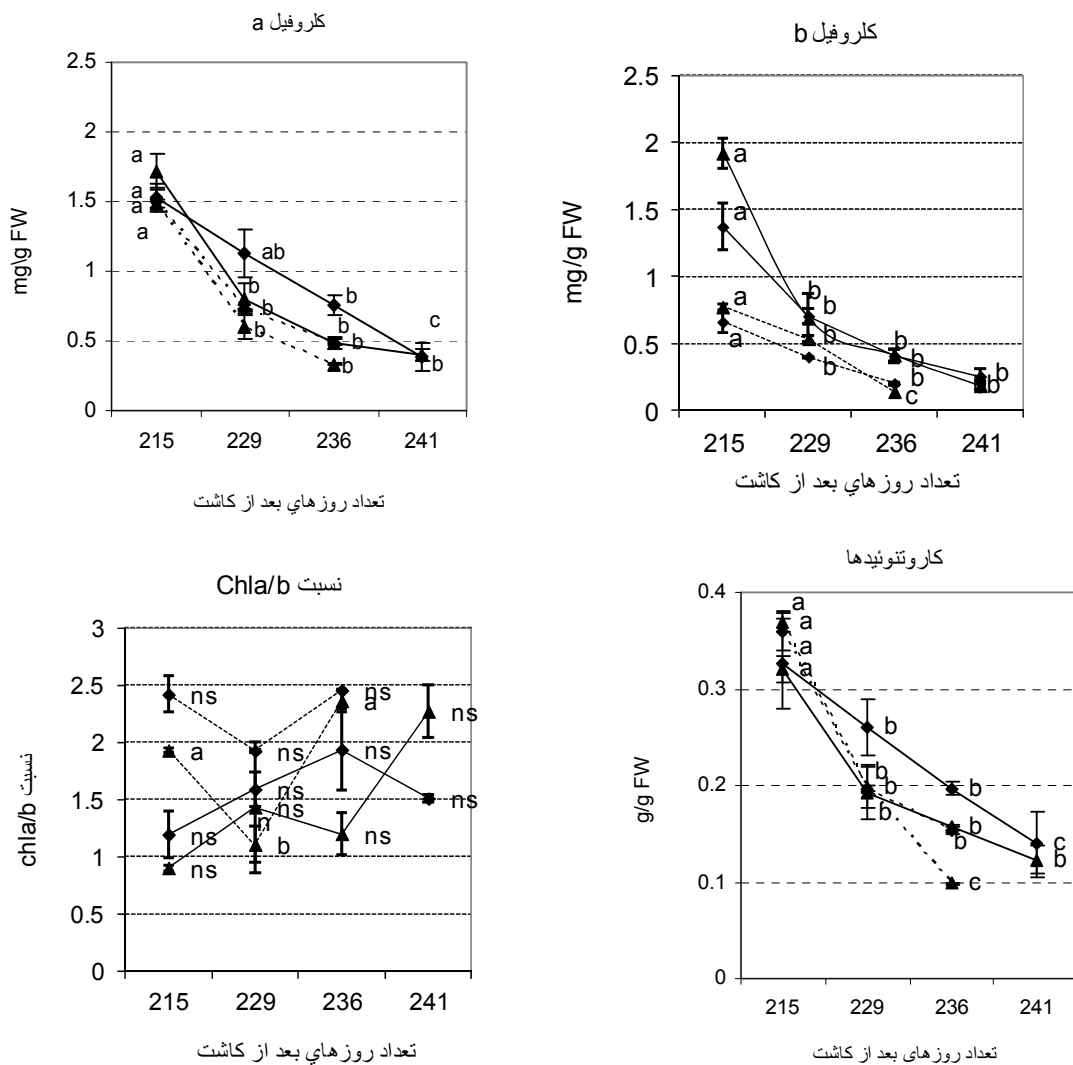 کلروفیل a
2.5
2
1.5
1
0.5
0
mg\g FW
a
a
a
a
ab
b
b
b
b
b
b
b
c
b
215 229 236 241
تعداد روزهاي بعد از کاشت
کلروفیل b
2.5
2
1.5
1
0.5
0
mg/g FW
a
a
a
a
b
b
b
b
b
b
b
c
b
b
215 229 236 241
تعداد روزهاي بعد از کاشت
نسبت Chla/b
3
2.5
2
1.5
1
0.5
0
نسبت chla/b
ns
a
ns
ns
ns
ns
ns
n
b
ns
a
ns
ns
ns
ns
215 229 236 241
تعداد روزهاي بعد از کاشت
کاروتنوئیدها
0.4
0.3
0.2
0.1
0
g/g FW
a
a
a
a
b
b
b
b
b
b
b
c
c
b
215 229 236 241
تعداد روزهای بعد از کاشت